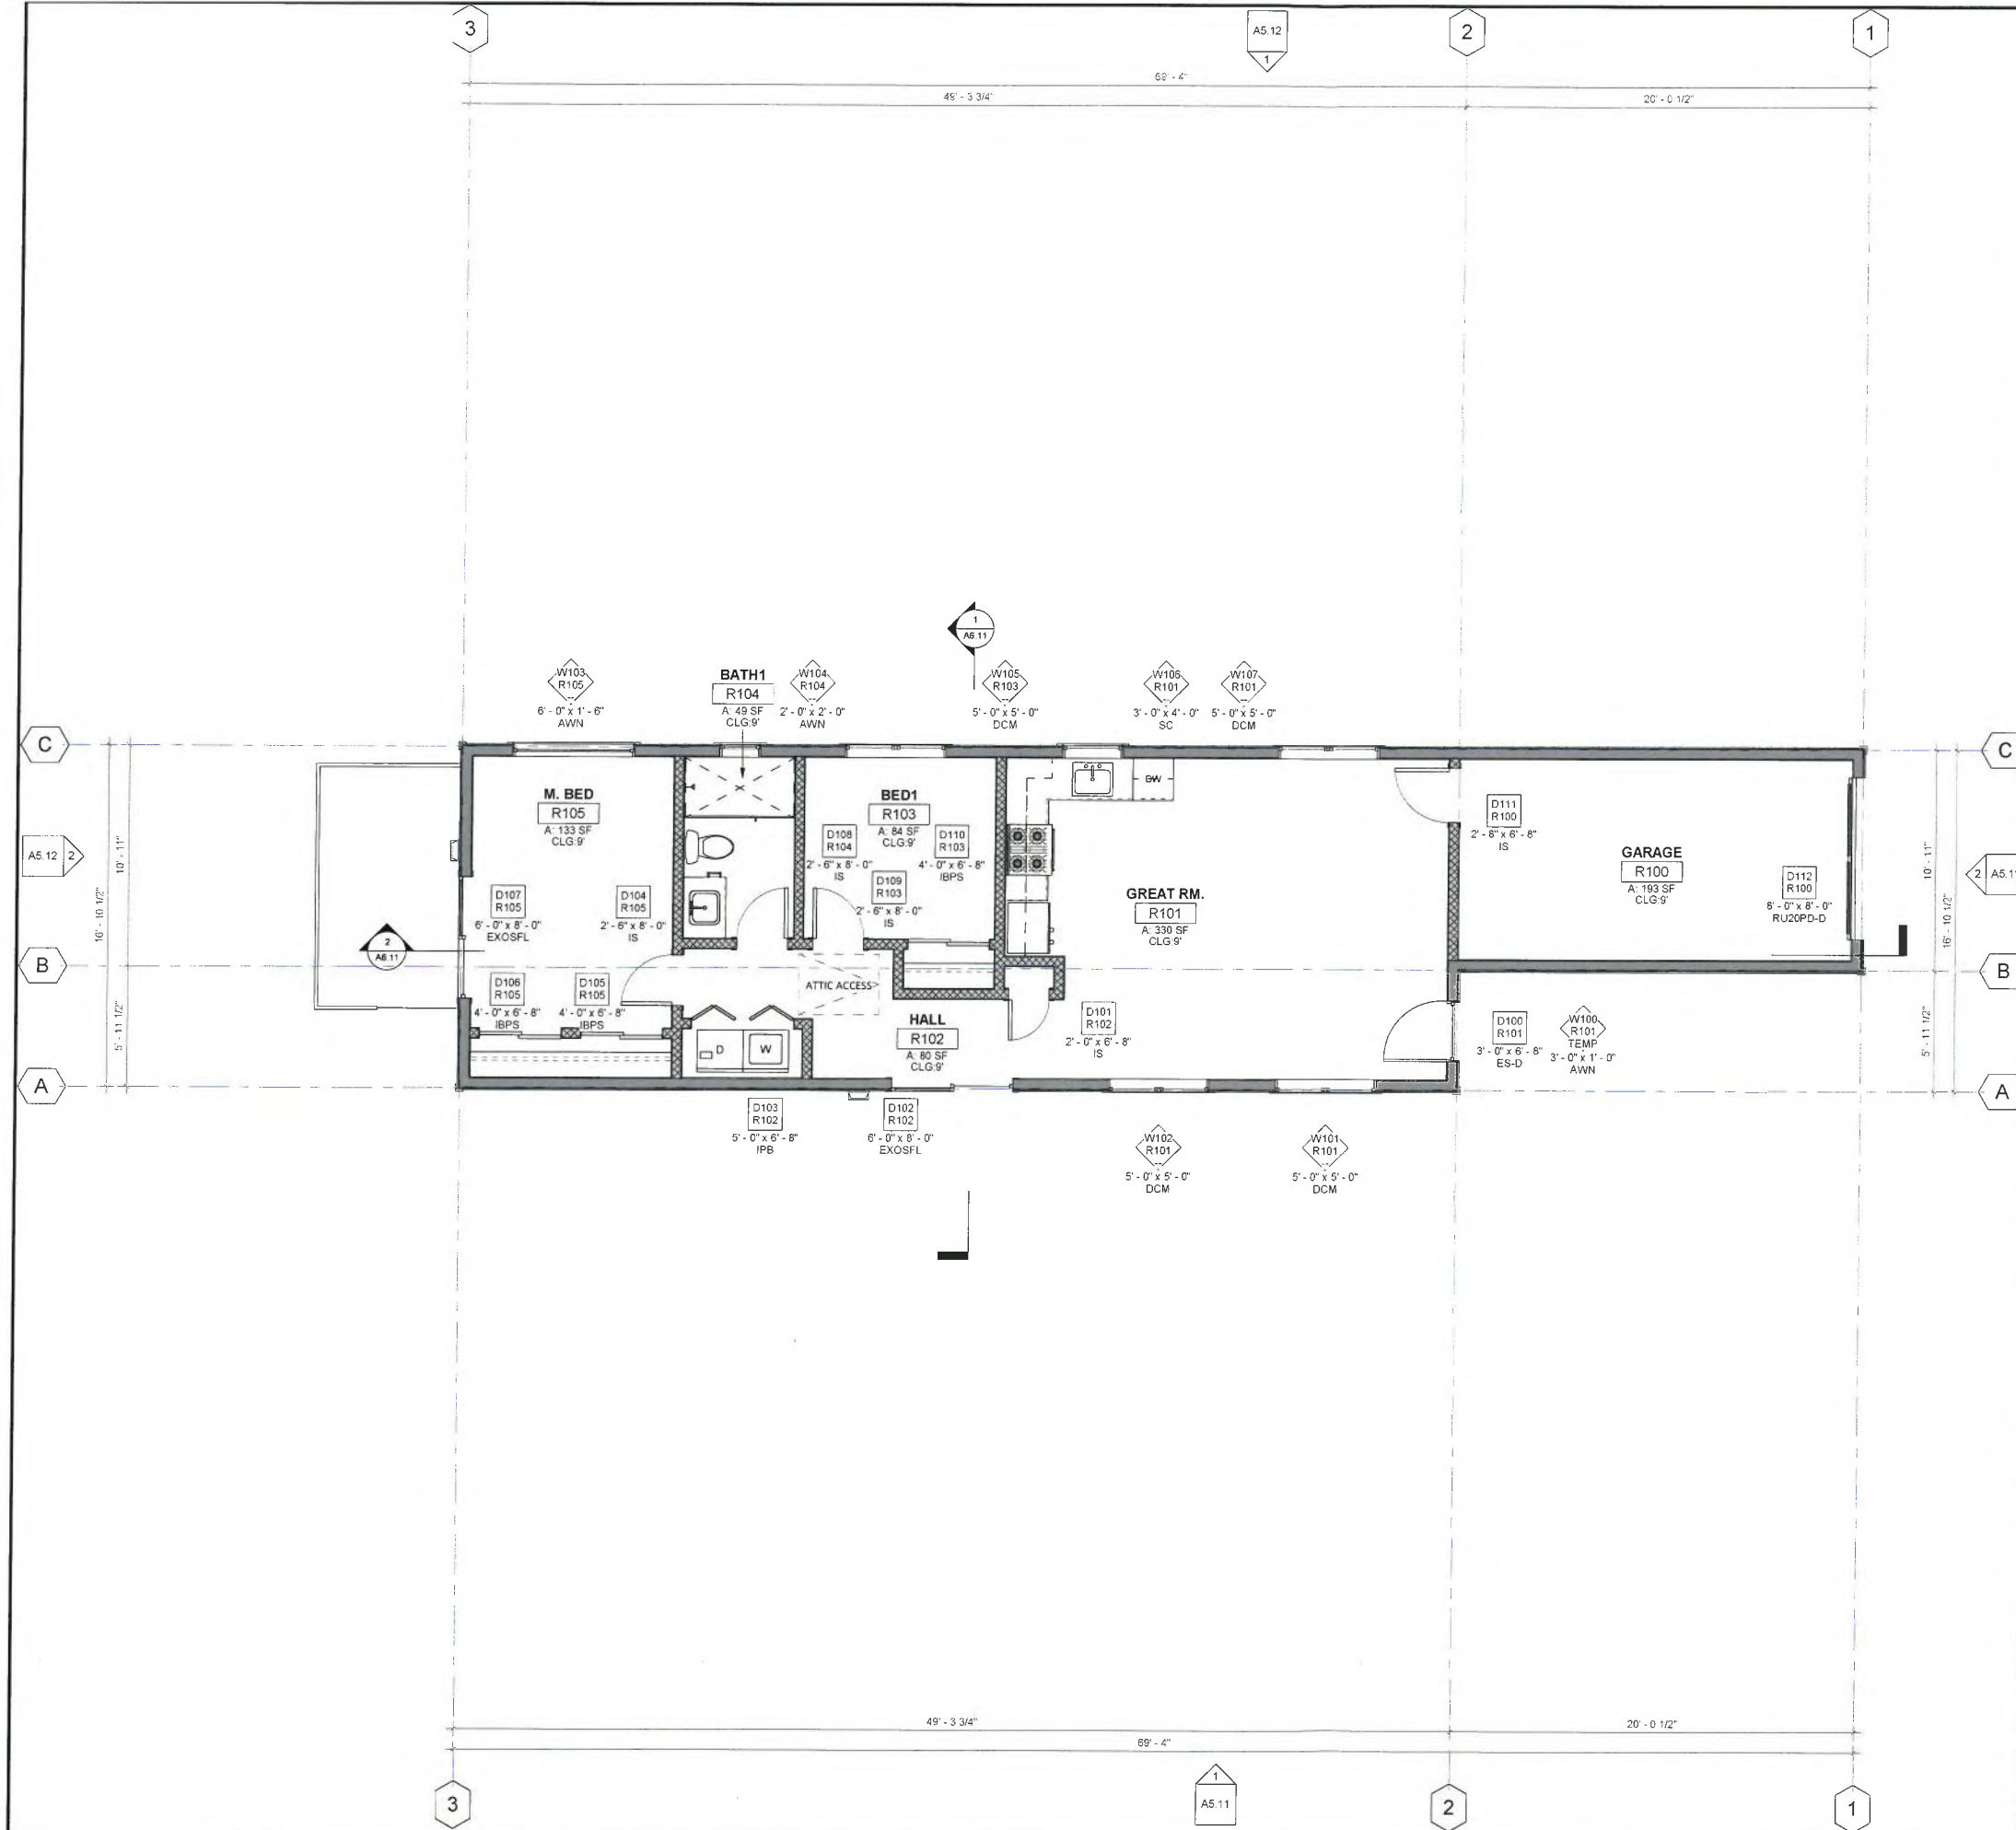 3
A5.12
1
2
1
69' - 4"
49' - 3 3/4"
20' - 0 1/2"
1
A6.11
W103
R105
--
6' - 0" x 1' - 6"
AWN
BATH1
R104
A: 49 SF
CLG:9'
W104
R104
--
2' - 0" x 2' - 0"
AWN
W105
R103
--
5' - 0" x 5' - 0"
DCM
W106
R101
--
3' - 0" x 4' - 0"
SC
W107
R101
--
5' - 0" x 5' - 0"
DCM
C
C
M. BED
R105
A: 133 SF
CLG:9'
BED1
R103
A: 84 SF
CLG:9'
DW
D108
R104
2' - 6" x 8' - 0"
IS
D110
R103
4' - 0" x 6' - 8"
IBPS
D109
R103
2' - 6" x 8' - 0"
IS
GREAT RM.
R101
A: 330 SF
CLG:9'
D111
R100
2' - 8" x 6' - 8"
IS
GARAGE
R100
A: 193 SF
CLG:9'
D112
R100
8' - 0" x 8' - 0"
RU20PD-D
A5.12
2
2
A5.11
10' - 11"
16' - 10 1/2"
5' - 11 1/2"
10' - 11"
16' - 10 1/2"
5' - 11 1/2"
D107
R105
6' - 0" x 8' - 0"
EXOSFL
D104
R105
2' - 6" x 8' - 0"
IS
2
A6.11
B
B
D106
R105
4' - 0" x 6' - 8"
IBPS
D105
R105
4' - 0" x 6' - 8"
IBPS
ATTIC ACCESS
D
W
HALL
R102
A: 80 SF
CLG:9'
D101
R102
2' - 0" x 6' - 8"
IS
D100
R101
3' - 0" x 6' - 8"
ES-D
W100
R101
TEMP
3' - 0" x 1' - 0"
AWN
A
A
D103
R102
5' - 0" x 6' - 8"
IPB
D102
R102
6' - 0" x 8' - 0"
EXOSFL
W102
R101
--
5' - 0" x 5' - 0"
DCM
W101
R101
--
5' - 0" x 5' - 0"
DCM
49' - 3 3/4"
20' - 0 1/2"
69' - 4"
3
1
A5.11
2
1